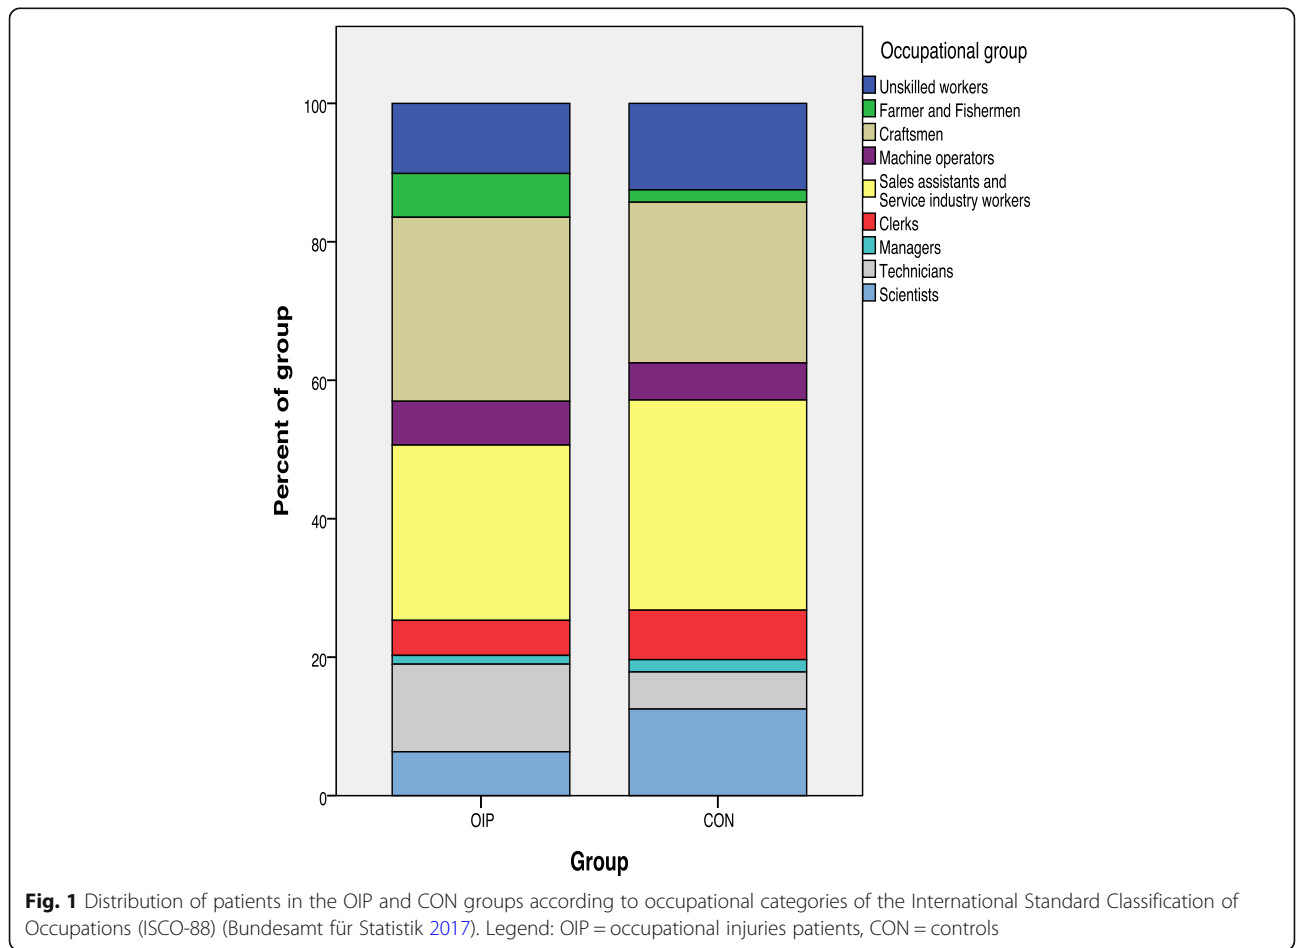 Occupational group
Unskilled workers
Farmer and Fishermen
Craftsmen
Machine operators
Sales assistants and
Service industry workers
Clerks
Managers
Technicians
Scientists
Percent of group
100
80
60
40
20
0
OIP CON
Group
Fig. 1 Distribution of patients in the OIP and CON groups according to occupational categories of the International Standard Classification of
Occupations (ISCO-88) (Bundesamt für Statistik 2017). Legend: OIP = occupational injuries patients, CON = controls